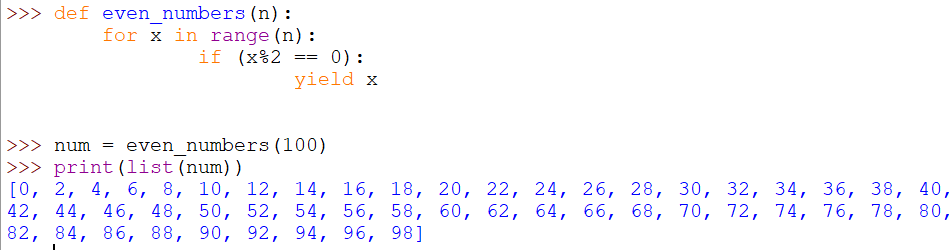 >>> def even_numbers(n):
        for x in range(n):
                if (x%2 == 0):
                        yield x
>>> num = even_numbers(100)
>>> print(list(num))
[0, 2, 4, 6, 8, 10, 12, 14, 16, 18, 20, 22, 24, 26, 28, 30, 32, 34, 36, 38, 40,
42, 44, 46, 48, 50, 52, 54, 56, 58, 60, 62, 64, 66, 68, 70, 72, 74, 76, 78, 80,
82, 84, 86, 88, 90, 92, 94, 96, 98]